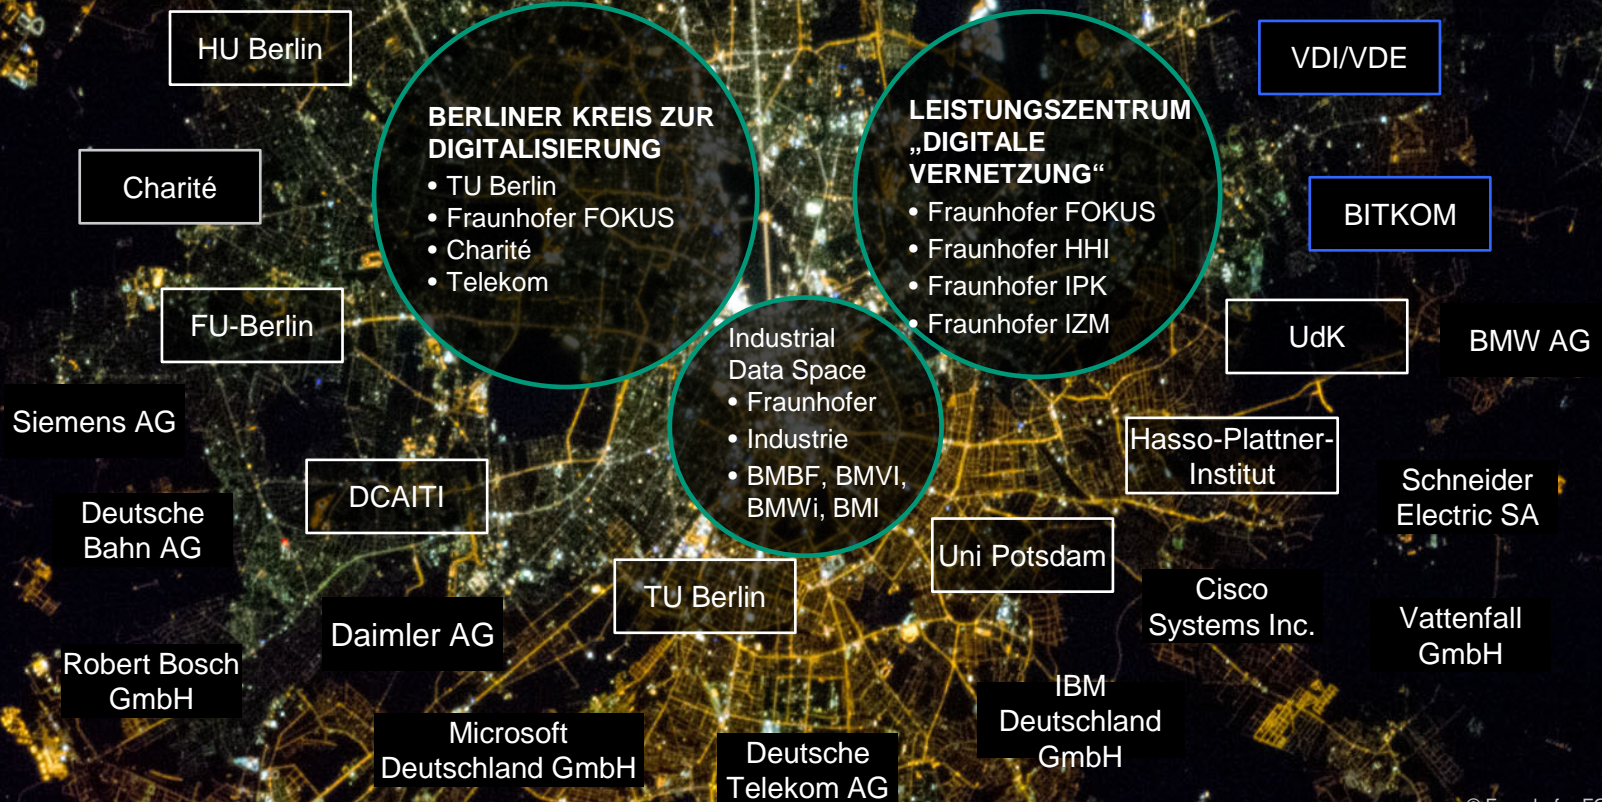 HU Berlin
VDI/VDE
BERLINER KREIS ZUR
DIGITALISIERUNG
• TU Berlin
• Fraunhofer FOKUS
• Charité
• Telekom
LEISTUNGSZENTRUM
„DIGITALE
VERNETZUNG“
• Fraunhofer FOKUS
• Fraunhofer HHI
• Fraunhofer IPK
• Fraunhofer IZM
Charité
BITKOM
FU-Berlin
Industrial
Data Space
• Fraunhofer
• Industrie
• BMBF, BMVI,
BMWi, BMI
UdK
BMW AG
Siemens AG
Hasso-Plattner-
Institut
DCAITI
Schneider
Electric SA
Deutsche
Bahn AG
Uni Potsdam
TU Berlin
Cisco
Systems Inc.
Daimler AG
Vattenfall
GmbH
Robert Bosch
GmbH
IBM
Deutschland
GmbH
Microsoft
Deutschland GmbH
Deutsche
Telekom AG